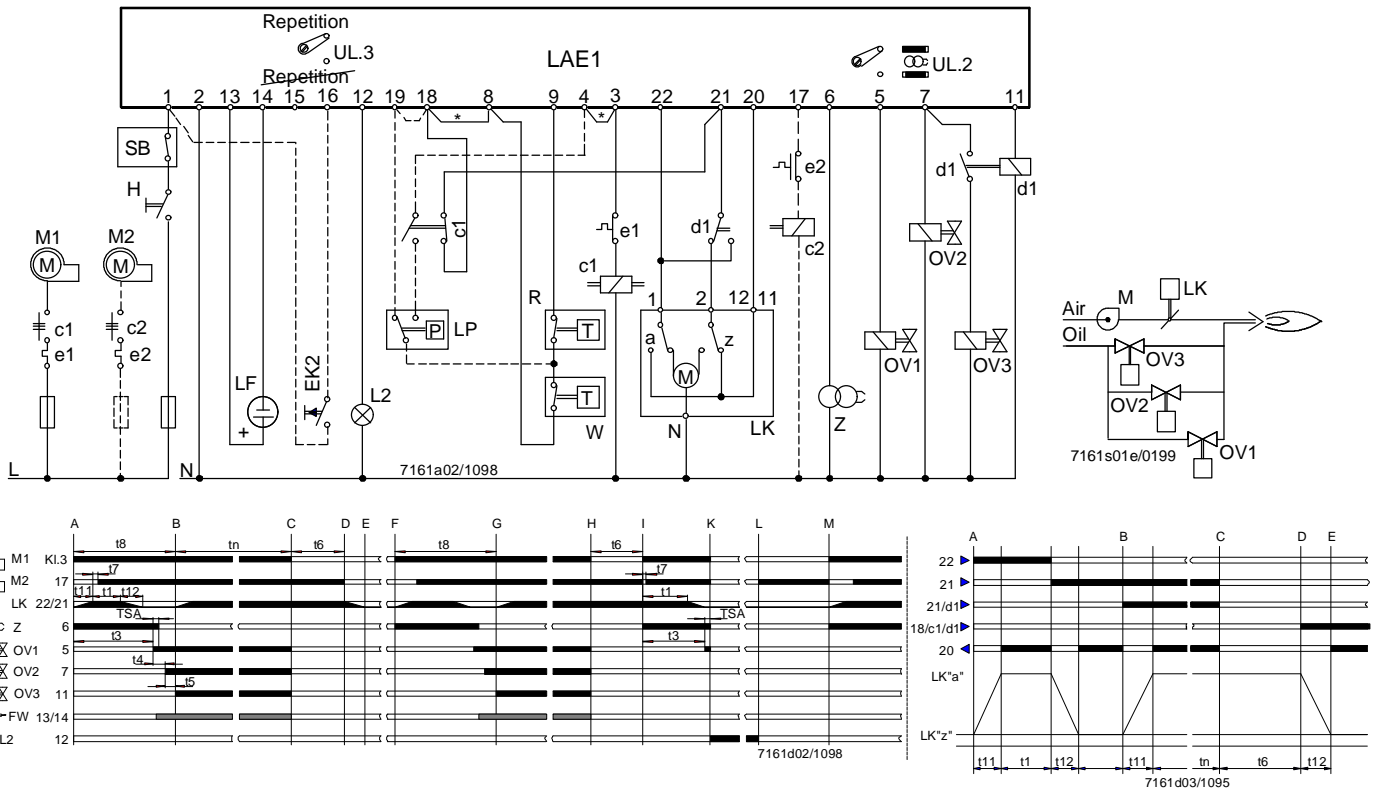 Repetition
UL.3
LAE1
UL.2
Repetition
1 2 13 14 15 16 12 19 18 8 9 4 3 22 21 20 17 6 5 7 11
* *
SB
H
M1 M2
M M
c1 c2
e1 e2
LF
+
EK2
L2
c1
P LP
R
T
T
W
e1
c1
d1
1 2 12 11
a z
M
N LK
e2
c2
Z
OV1
OV2
d1
d1
OV3
L N
7161a02/1098
Air M LK
Oil
OV3
OV2
OV1
7161s01e/0199
A B C D E F G H I K L M
t8 tn t6 t8 t6
M1 Kl.3
t7 t7
M2 17
t11 t1 t12 t1
LK 22/21
TSA TSA
Z 6
t3 t3
OV1 5
t4
OV2 7
t5
OV3 11
FW 13/14
L2 12
7161d02/1098
A B C D E
22
21
21/d1
18/c1/d1
20
LK"a"
LK"z"
t11 t1 t12 t11 tn t6 t12
7161d03/1095